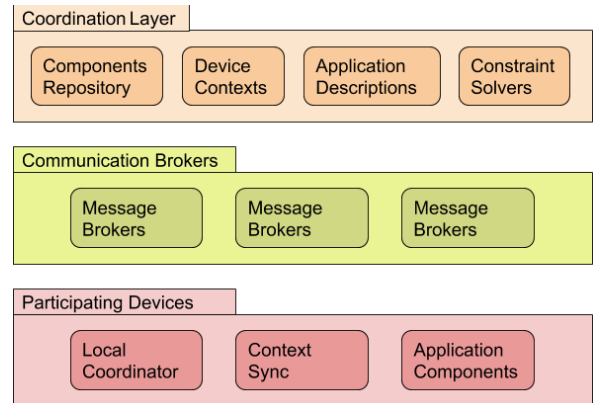 Coordination Layer
Components
Repository
Device
Contexts
Application
Descriptions
Constraint
Solvers
Communication Brokers
Message
Brokers
Message
Brokers
Message
Brokers
Participating Devices
Local
Coordinator
Context
Sync
Application
Components